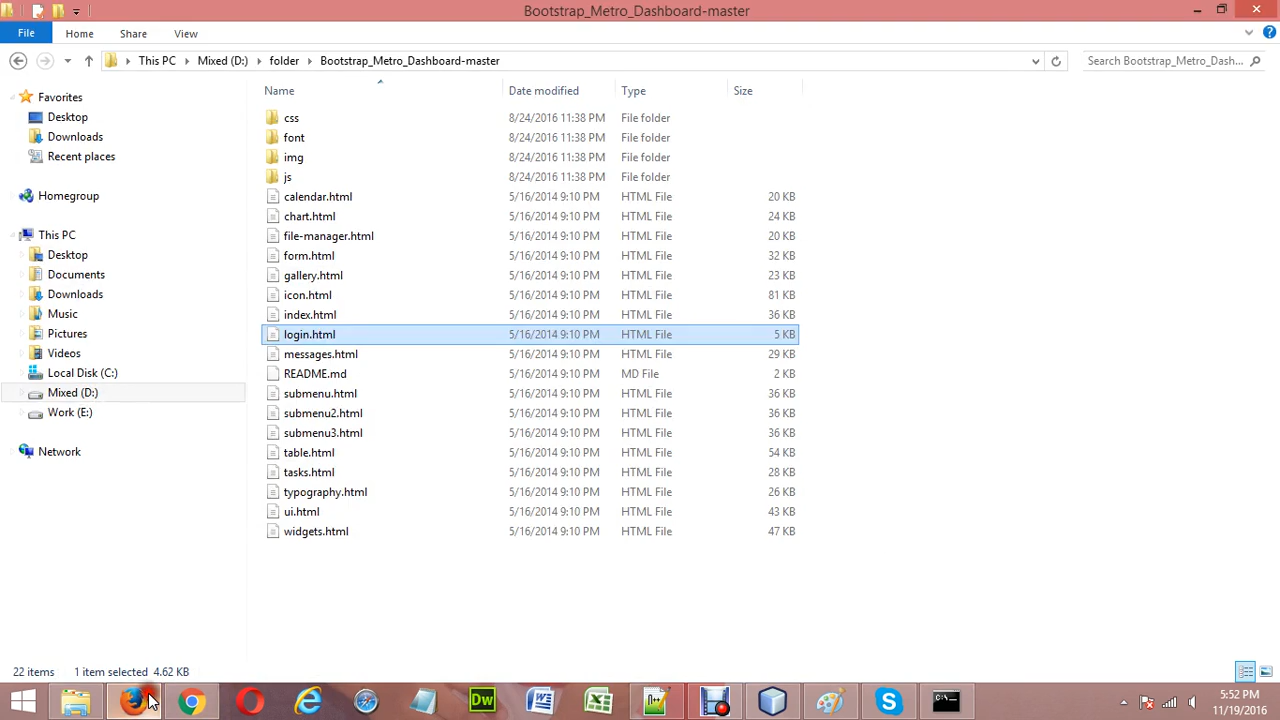 Bootstrap_Metro_Dashboard-master
File Home Share View
This PC Mixed (D:) folder Bootstrap_Metro_Dashboard-master Search Bootstrap_Metro_Dash...
Name Date modified Type Size
Favorites
Desktop
Downloads
Recent places
Homegroup
This PC
Desktop
Documents
Downloads
Music
Pictures
Videos
Local Disk (C:)
Mixed (D:)
Work (E:)
Network
css 8/24/2016 11:38 PM File folder
font 8/24/2016 11:38 PM File folder
img 8/24/2016 11:38 PM File folder
js 8/24/2016 11:38 PM File folder
calendar.html 5/16/2014 9:10 PM HTML File 20 KB
chart.html 5/16/2014 9:10 PM HTML File 24 KB
file-manager.html 5/16/2014 9:10 PM HTML File 20 KB
form.html 5/16/2014 9:10 PM HTML File 32 KB
gallery.html 5/16/2014 9:10 PM HTML File 23 KB
icon.html 5/16/2014 9:10 PM HTML File 81 KB
index.html 5/16/2014 9:10 PM HTML File 36 KB
login.html 5/16/2014 9:10 PM HTML File 5 KB
messages.html 5/16/2014 9:10 PM HTML File 29 KB
README.md 5/16/2014 9:10 PM MD File 2 KB
submenu.html 5/16/2014 9:10 PM HTML File 36 KB
submenu2.html 5/16/2014 9:10 PM HTML File 36 KB
submenu3.html 5/16/2014 9:10 PM HTML File 36 KB
table.html 5/16/2014 9:10 PM HTML File 54 KB
tasks.html 5/16/2014 9:10 PM HTML File 28 KB
typography.html 5/16/2014 9:10 PM HTML File 26 KB
ui.html 5/16/2014 9:10 PM HTML File 43 KB
widgets.html 5/16/2014 9:10 PM HTML File 47 KB
22 items 1 item selected 4.62 KB
Dw
5:52 PM
11/19/2016